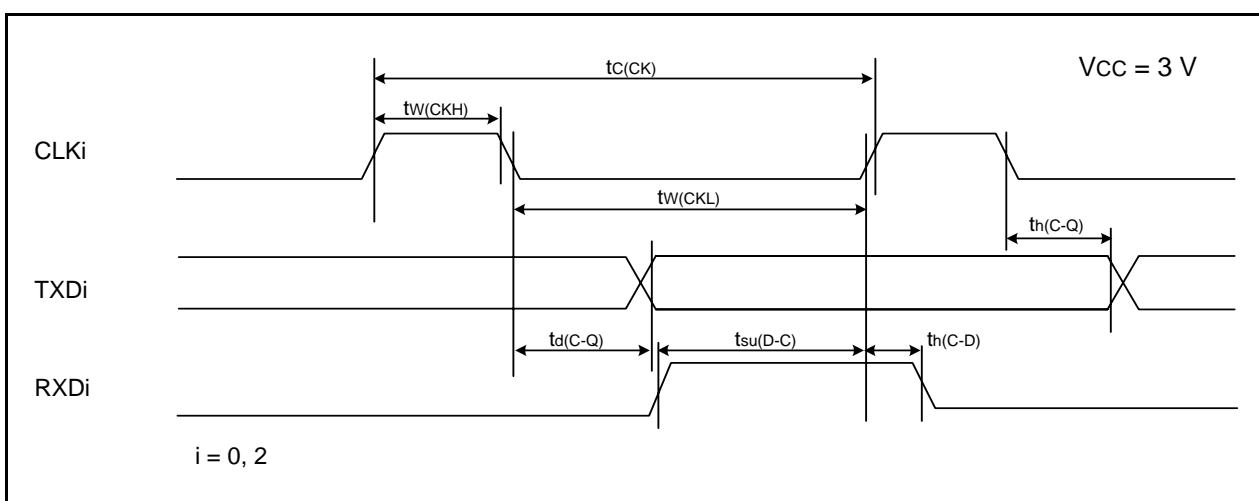 tC(CK)
VCC = 3 V
tW(CKH)
CLKi
tW(CKL)
th(C-Q)
TXDi
td(C-Q)
tsu(D-C)
th(C-D)
RXDi
i = 0, 2